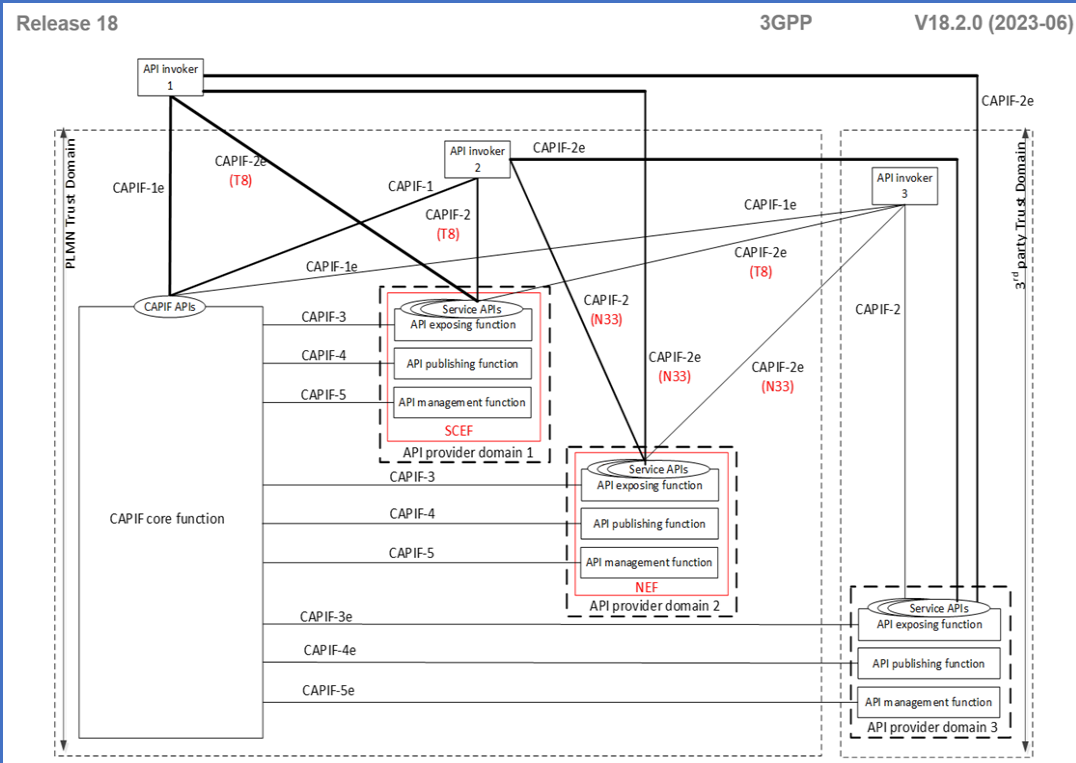 Release 18
3GPP
V18.2.0 (2023-06)
API invoker
1
CAPIF-2e
PLMN Trust Domain
CAPIF-1e
CAPIF-2e
(T8)
API invoker
2
CAPIF-2e
CAPIF-1
CAPIF-2
(T8)
API invoker
3
3rd party Trust Domain
CAPIF-1e
CAPIF-1e
CAPIF-2e
(T8)
CAPIF-2
(N33)
CAPIF-2
CAPIF-2e
(N33)
CAPIF-2e
(N33)
CAPIF APIs
CAPIF core function
CAPIF-3
CAPIF-4
CAPIF-5
Service APIs
API exposing function
API publishing function
API management function
SCEF
API provider domain 1
CAPIF-3
CAPIF-4
CAPIF-5
Service APIs
API exposing function
API publishing function
API management function
NEF
API provider domain 2
CAPIF-3e
CAPIF-4e
CAPIF-5e
Service APIs
API exposing function
API publishing function
API management function
API provider domain 3